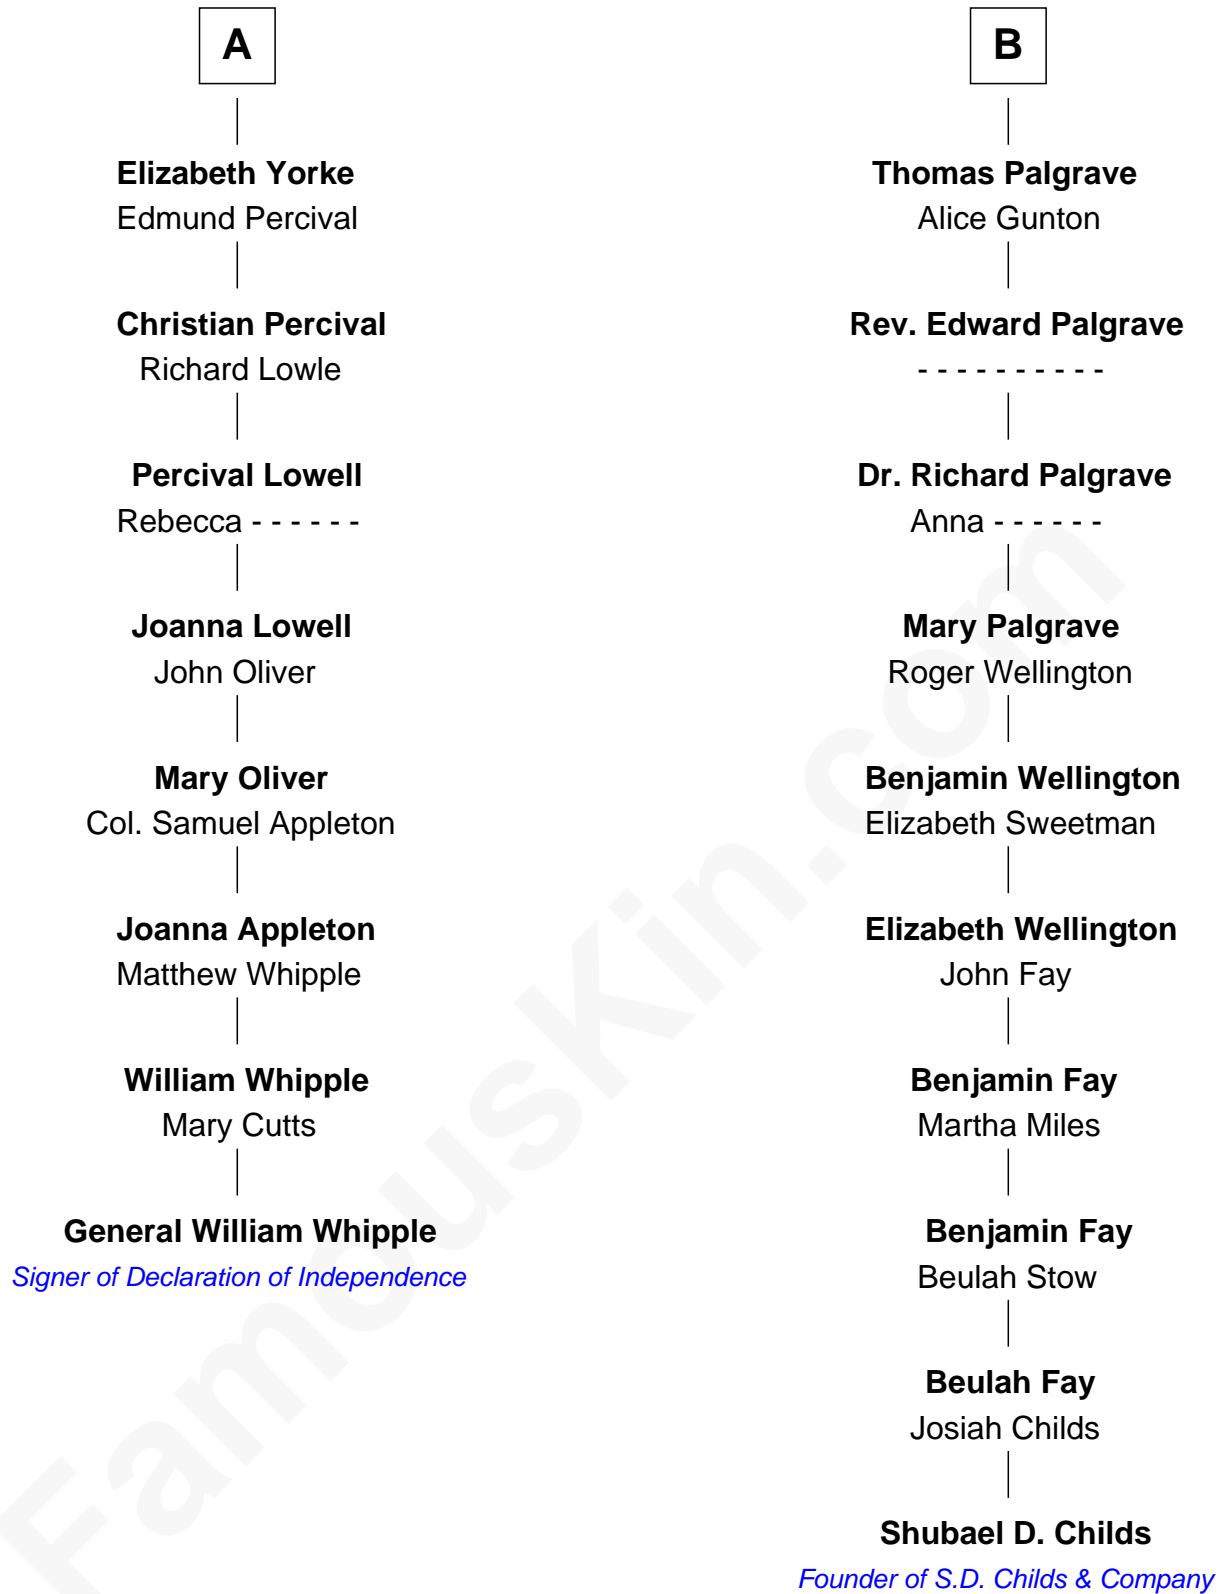 A
Elizabeth Yorke
Edmund Percival
Christian Percival
Richard Lowle
Percival Lowell
Rebecca - - - - - -
Joanna Lowell
John Oliver
Mary Oliver
Col. Samuel Appleton
Joanna Appleton
Matthew Whipple
William Whipple
Mary Cutts
General William Whipple
Signer of Declaration of Independence
B
Thomas Palgrave
Alice Gunton
Rev. Edward Palgrave
- - - - - - - - - -
Dr. Richard Palgrave
Anna - - - - - -
Mary Palgrave
Roger Wellington
Benjamin Wellington
Elizabeth Sweetman
Elizabeth Wellington
John Fay
Benjamin Fay
Martha Miles
Benjamin Fay
Beulah Stow
Beulah Fay
Josiah Childs
Shubael D. Childs
Founder of S.D. Childs & Company
FamousKin.com